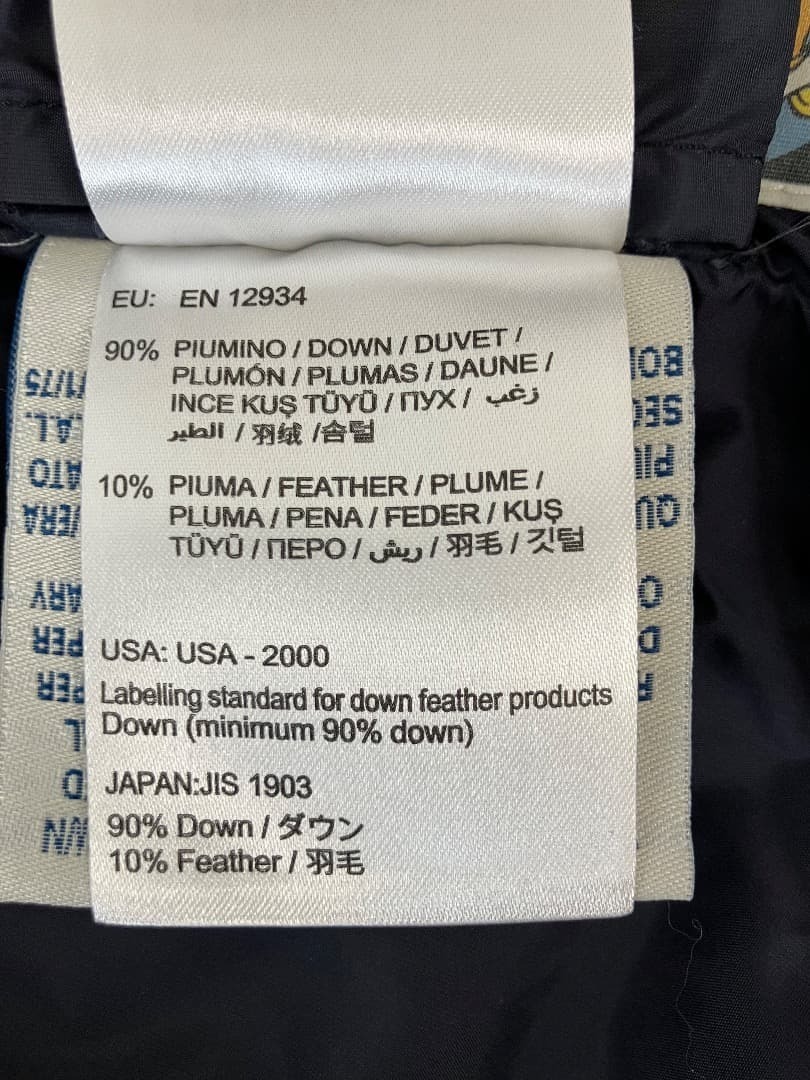 EU: EN 12934
90% PIUMINO / DOWN / DUVET /
PLUMÓN / PLUMAS / DAUNE /
INCE KUŞ TÜYÜ / ПУХ / زغب
الطير / 羽绒 /솜털
10% PIUMA / FEATHER / PLUME /
PLUMA / PENA / FEDER / KUŞ
TÜYÜ / ПЕРО / ريش / 羽毛 / 깃털
USA: USA - 2000
Labelling standard for down feather products
Down (minimum 90% down)
JAPAN:JIS 1903
90% Down / ダウン
10% Feather / 羽毛